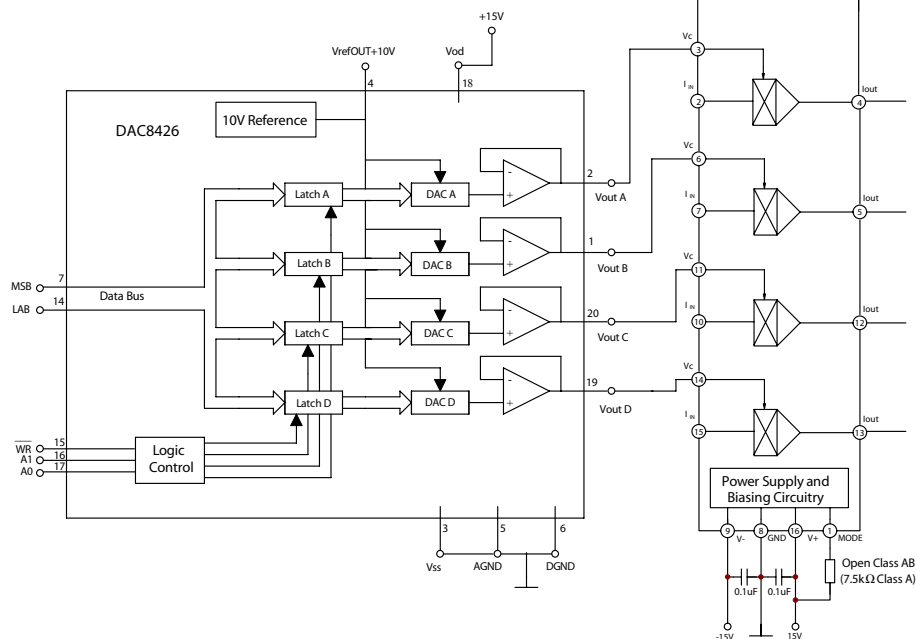 +15V
VrefOUT+10V
Vod
4
18
10V Reference
DAC8426
Latch A
DAC A
-
+
2
Vout A
Latch B
DAC B
-
+
1
Vout B
MSB
7
Data Bus
LAB
14
Latch C
DAC C
-
+
20
Vout C
Latch D
DAC D
-
+
19
Vout D
WR
15
A1
16
A0
17
Logic
Control
3
5
6
Vss
AGND
DGND
Vc
3
I IN
2
Iout
4
Vc
6
I IN
7
Iout
5
Vc
11
I IN
10
Iout
12
Vc
14
I IN
15
Iout
13
Power Supply and
Biasing Circuitry
9
V-
8
GND
16
V+
1
MODE
0.1uF
0.1uF
Open Class AB
(7.5kΩ Class A)
-15V
15V